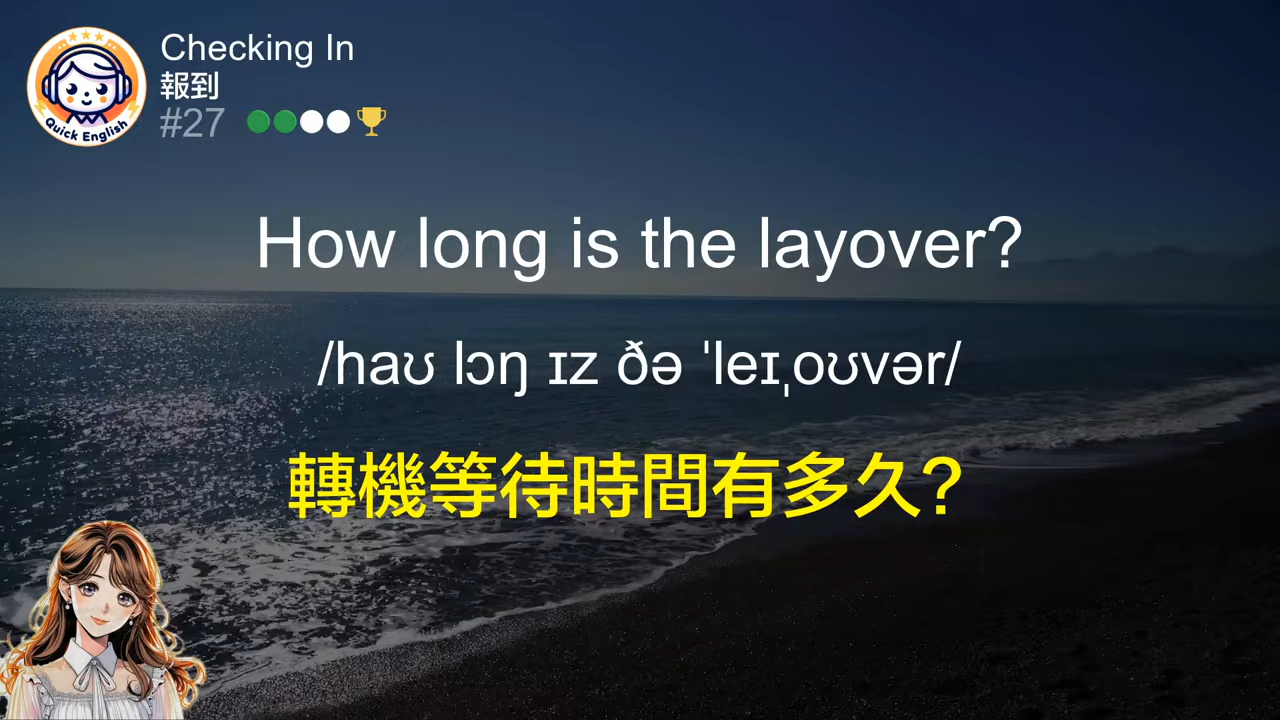 Quick English
Checking In
報到
#27
How long is the layover?
/haʊ lɔŋ ɪz ðə ˈleɪˌoʊvər/
轉機等待時間有多久?